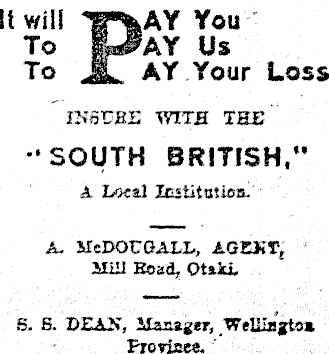 It will PAY You
To PAY Us
To PAY Your Loss
INSURE WITH THE
"SOUTH BRITISH,"
A Local Institution.
A. McDOUGALL, AGENT,
Mill Road, Otaki.
S. S. DEAN, Manager, Wellington
Province.